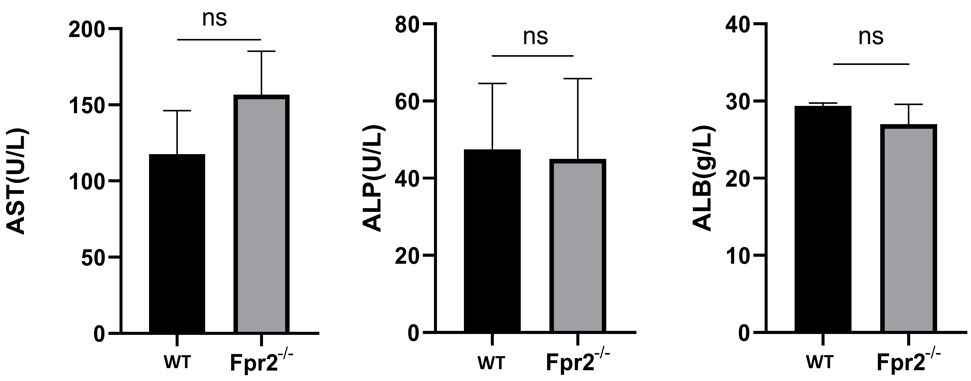 AST(U/L)
200
150
100
50
0
ns
WT
Fpr2-/-
ALP(U/L)
80
60
40
20
0
ns
WT
Fpr2-/-
ALB(g/L)
40
30
20
10
0
ns
WT
Fpr2-/-